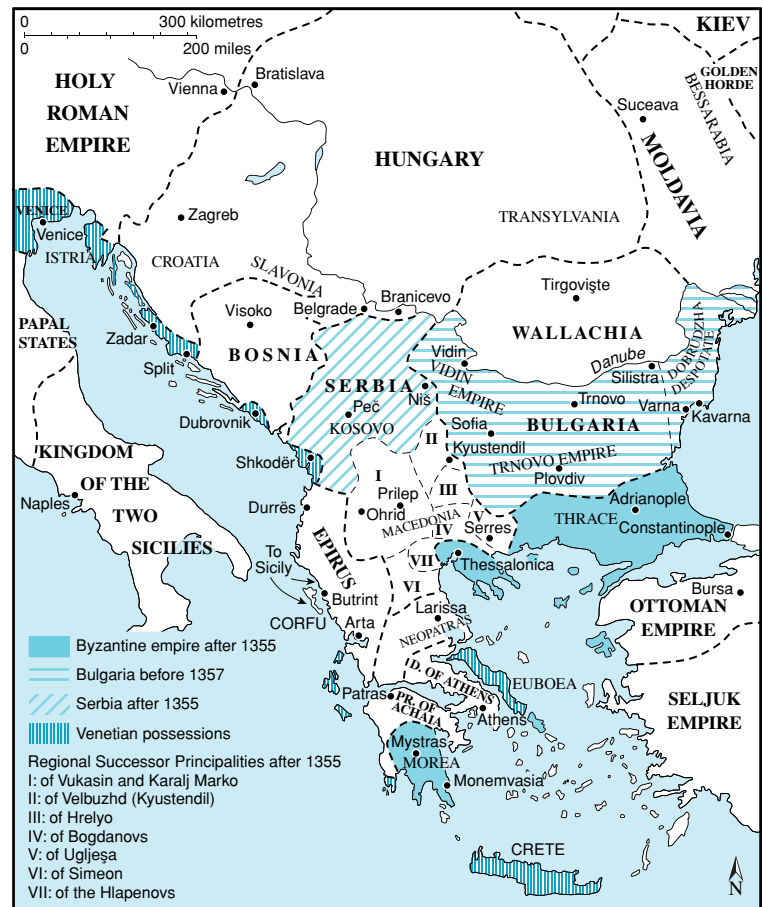 0 300 kilometres
0 200 miles
KIEV
GOLDEN
HORDE
BESSARABIA
HOLY
ROMAN
EMPIRE
Vienna
Bratislava
Suceava
MOLDAVIA
HUNGARY
TRANSYLVANIA
VENICE
Venice
ISTRIA
Zagreb
CROATIA
SLAVONIA
Tirgovişte
WALLACHIA
Belgrade
Branicevo
Visoko
BOSNIA
PAPAL
STATES
Zadar
Split
Vidin
VIDIN
EMPIRE
Danube
Silistra
DOBRUDZHA
DESPOTATE
SERBIA
Niš
Peč
KOSOVO
Trnovo
Varna
Kavarna
BULGARIA
Sofia
Dubrovnik
II
Kyustendil
TRNOVO EMPIRE
Plovdiv
KINGDOM
OF THE
TWO
SICILIES
Naples
Shkodër
I
Prilep
Ohrid
III
MACEDONIA
IV
V
Serres
Adrianople
THRACE
Constantinople
Durrës
EPIRUS
VII
Thessalonica
To
Sicily
VI
Bursa
OTTOMAN
EMPIRE
Butrint
CORFU
Arta
Larissa
NEOPATRAS
D. OF ATHENS
EUBOEA
SELJUK
EMPIRE
Patras
PR. OF
ACHAIA
Athens
Mystras
MOREA
Monemvasia
CRETE
N
Byzantine empire after 1355
Bulgaria before 1357
Serbia after 1355
Venetian possessions
Regional Successor Principalities after 1355
I: of Vukasin and Karalj Marko
II: of Velbuzhd (Kyustendil)
III: of Hrelyo
IV: of Bogdanovs
V: of Ugljeşa
VI: of Simeon
VII: of the Hlapenovs